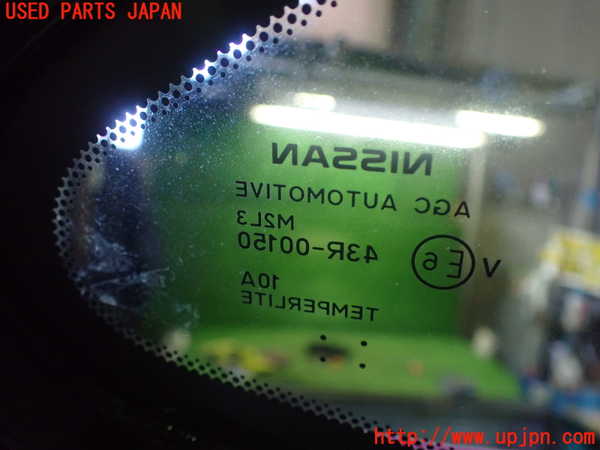 USED PARTS JAPAN
NISSAN
AGC AUTOMOTIVE
M2L3
43R-00150
E6 V
10A
TEMPERLITE
http://www.upjpn.com/